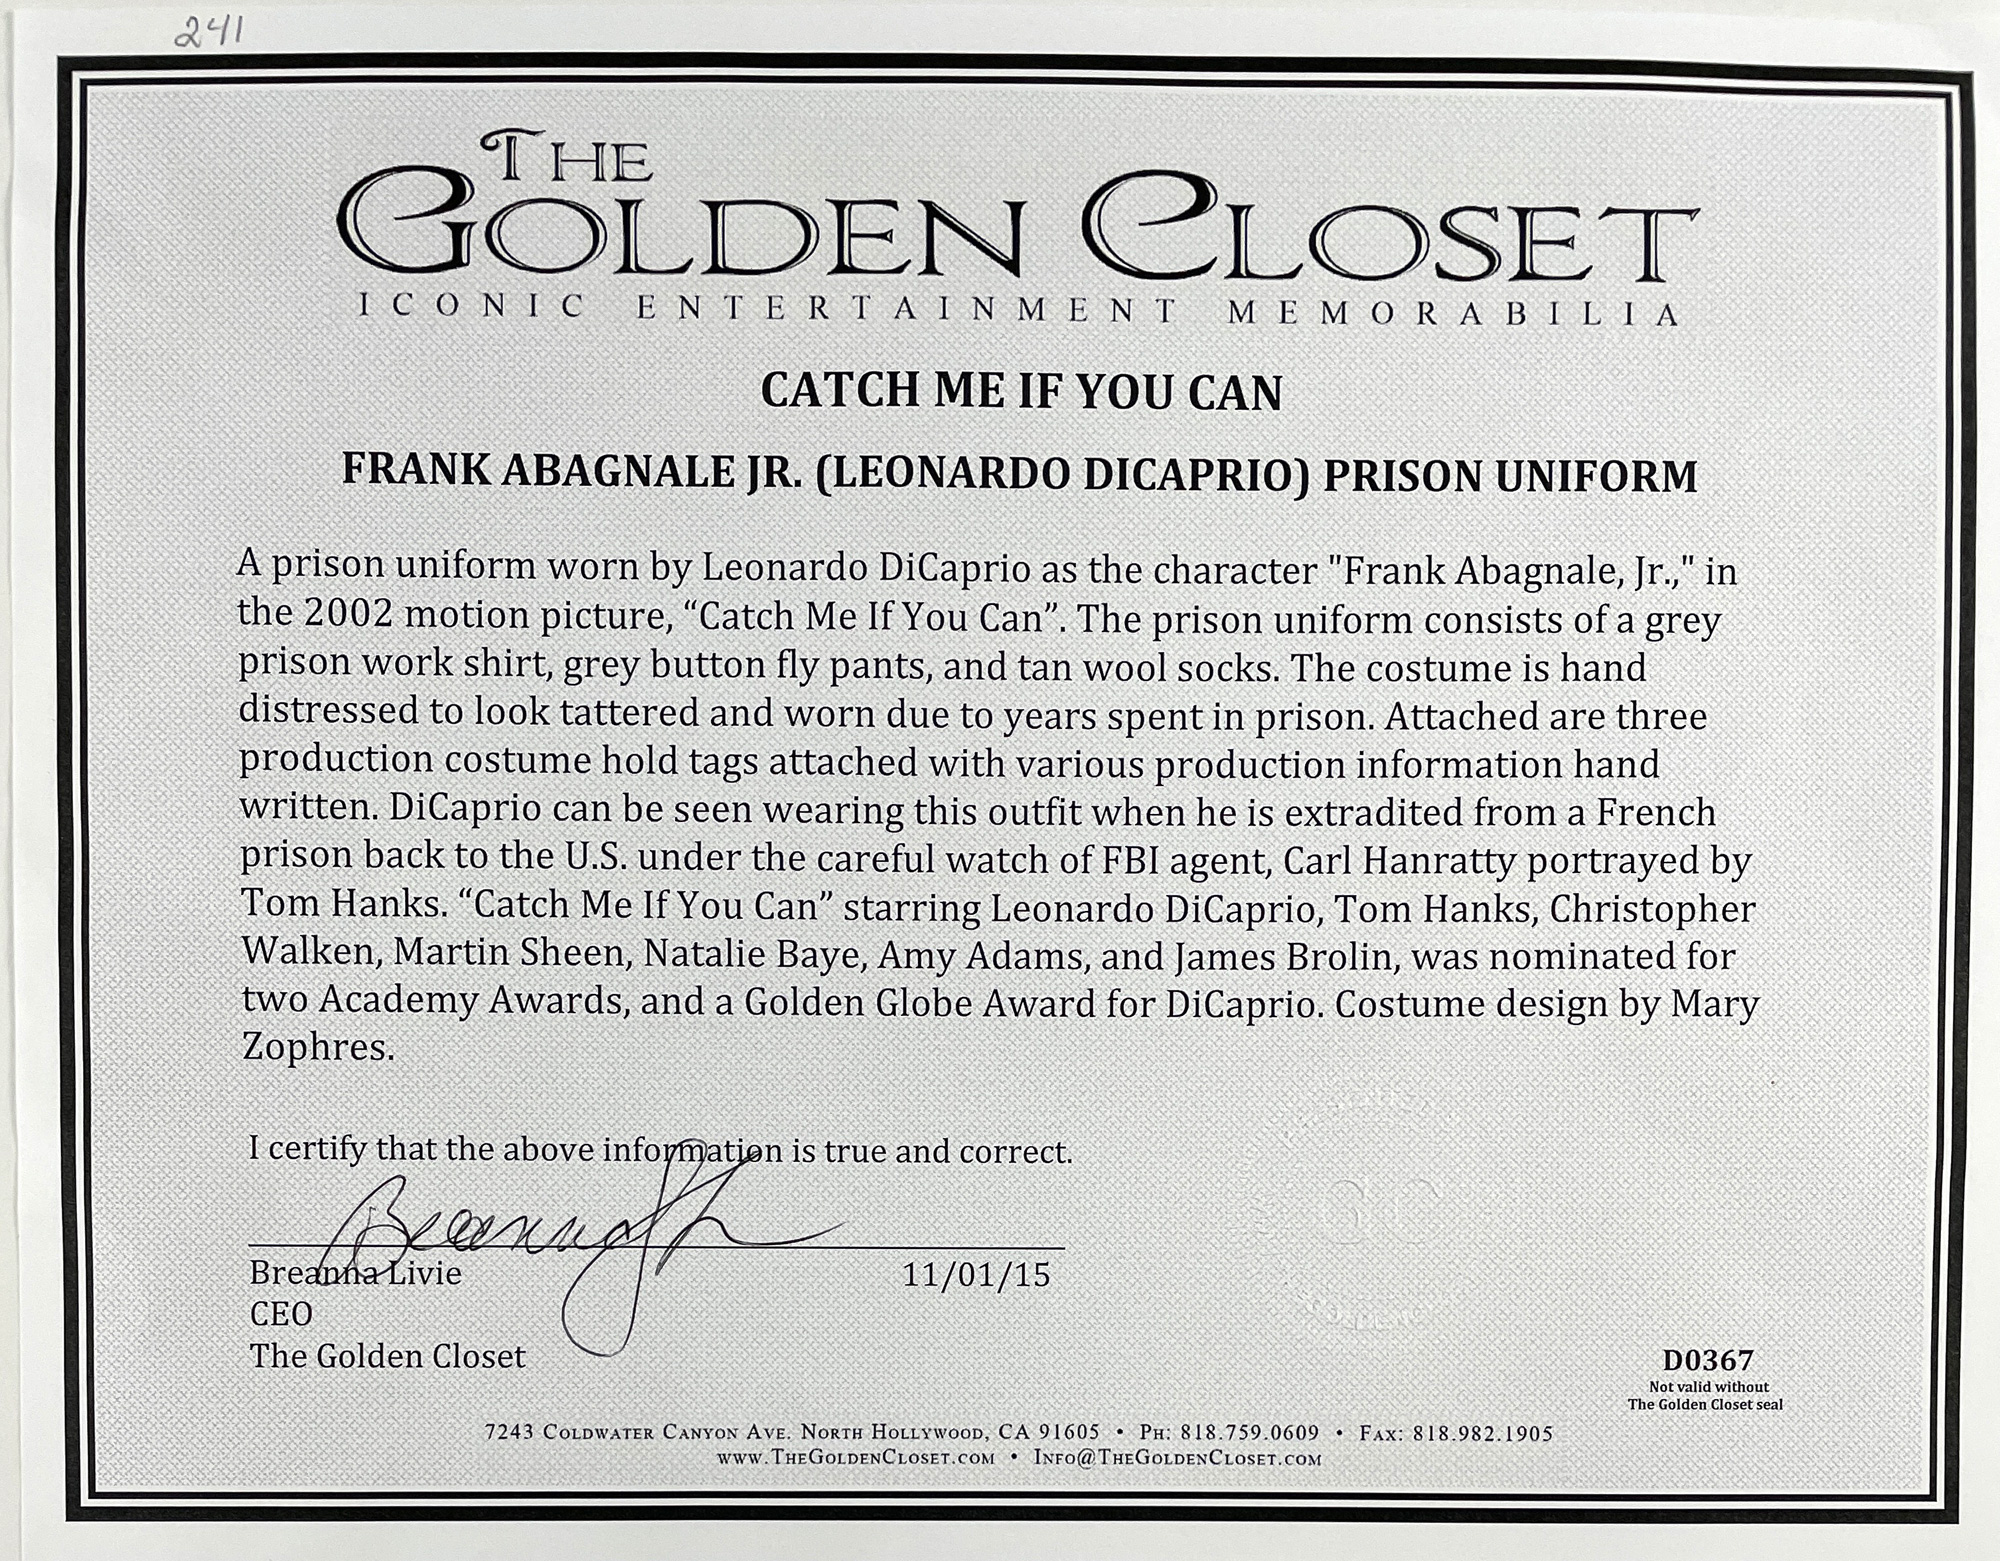 241
THE
GOLDEN CLOSET
ICONIC ENTERTAINMENT MEMORABILIA
CATCH ME IF YOU CAN
FRANK ABAGNALE JR. (LEONARDO DICAPRIO) PRISON UNIFORM
A prison uniform worn by Leonardo DiCaprio as the character "Frank Abagnale, Jr.," in
the 2002 motion picture, “Catch Me If You Can”. The prison uniform consists of a grey
prison work shirt, grey button fly pants, and tan wool socks. The costume is hand
distressed to look tattered and worn due to years spent in prison. Attached are three
production costume hold tags attached with various production information hand
written. DiCaprio can be seen wearing this outfit when he is extradited from a French
prison back to the U.S. under the careful watch of FBI agent, Carl Hanratty portrayed by
Tom Hanks. “Catch Me If You Can” starring Leonardo DiCaprio, Tom Hanks, Christopher
Walken, Martin Sheen, Natalie Baye, Amy Adams, and James Brolin, was nominated for
two Academy Awards, and a Golden Globe Award for DiCaprio. Costume design by Mary
Zophres.
I certify that the above information is true and correct.
Breanna Livie 11/01/15
CEO
The Golden Closet
D0367
Not valid without
The Golden Closet seal
7243 COLDWATER CANYON AVE. NORTH HOLLYWOOD, CA 91605 • PH: 818.759.0609 • FAX: 818.982.1905
WWW.THEGOLDENCLOSET.COM • INFO@THEGOLDENCLOSET.COM